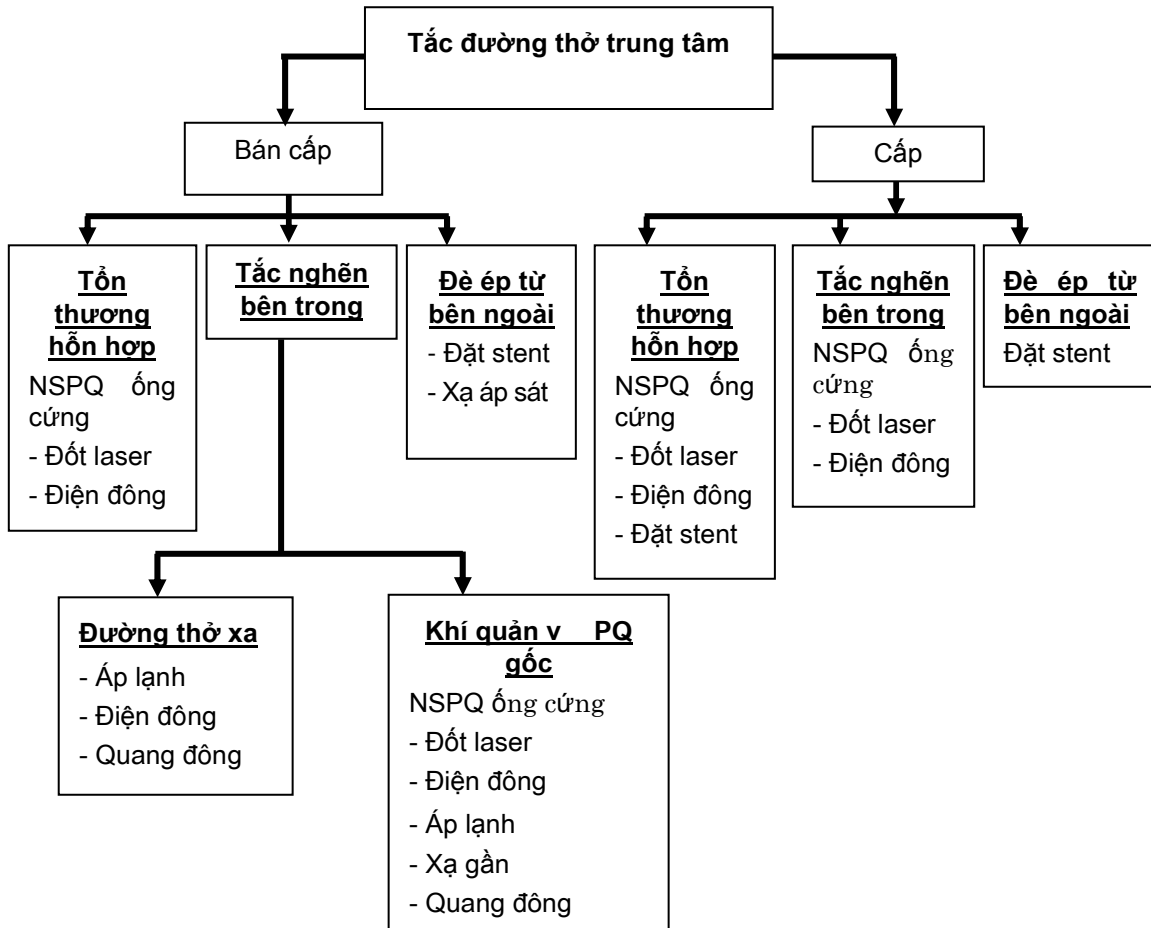 Tắc đường thở trung tâm
Bán cấp
Cấp
Tổn
thương
hỗn hợp
NSPQ ống
cứng
- Đốt laser
- Điện đông
Tắc nghẽn
bên trong
Đè ép từ
bên ngoài
- Đặt stent
- Xạ áp sát
Tổn
thương
hỗn hợp
NSPQ ống
cứng
- Đốt laser
- Điện đông
- Đặt stent
Tắc nghẽn
bên trong
NSPQ ống
cứng
- Đốt laser
- Điện đông
Đè ép từ
bên ngoài
Đặt stent
Đường thở xa
- Áp lạnh
- Điện đông
- Quang đông
Khí quản v PQ
gốc
NSPQ ống cứng
- Đốt laser
- Điện đông
- Áp lạnh
- Xạ gần
- Quang đông